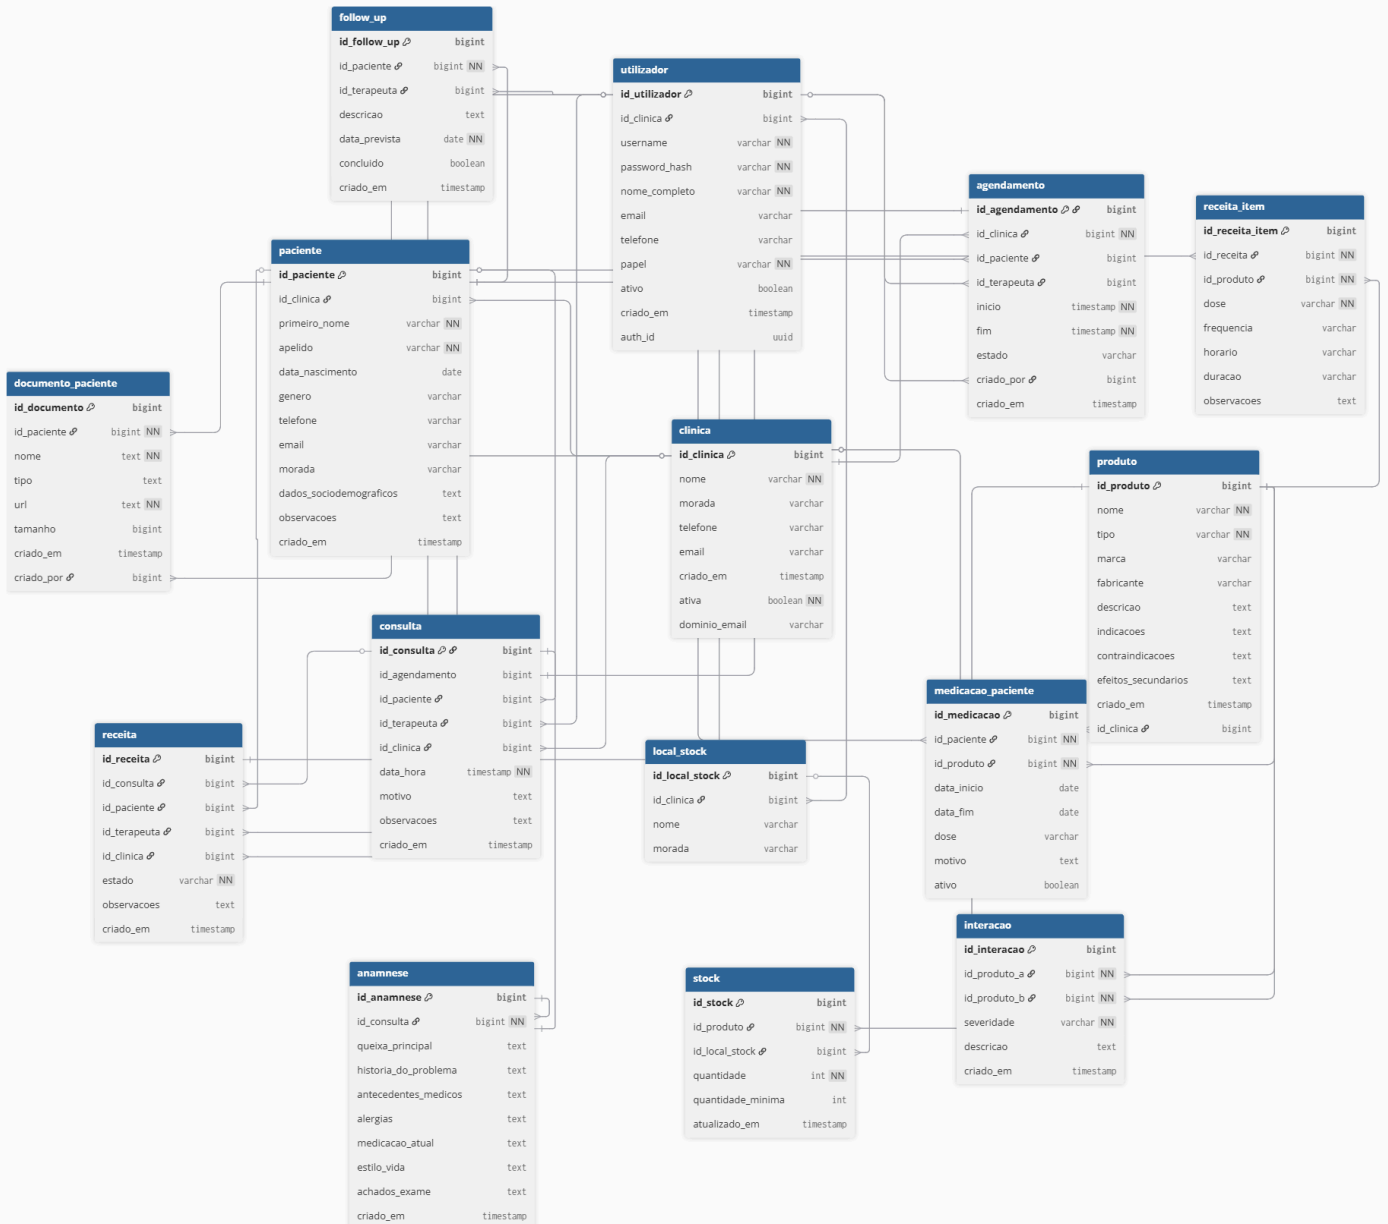 follow_up
id_follow_up bigint
id_paciente bigint NN
id_terapeuta bigint
descricao text
data_prevista date NN
concluido boolean
criado_em timestamp
utilizador
id_utilizador bigint
id_clinica bigint
username varchar NN
password_hash varchar NN
nome_completo varchar NN
email varchar
telefone varchar
papel varchar NN
ativo boolean
criado_em timestamp
auth_id uuid
agendamento
id_agendamento bigint
id_clinica bigint NN
id_paciente bigint
id_terapeuta bigint
inicio timestamp NN
fim timestamp NN
estado varchar
criado_por bigint
criado_em timestamp
receita_item
id_receita_item bigint
id_receita bigint NN
id_produto bigint NN
dose varchar NN
frequencia varchar
horario varchar
duracao varchar
observacoes text
paciente
id_paciente bigint
id_clinica bigint
primeiro_nome varchar NN
apelido varchar NN
data_nascimento date
genero varchar
telefone varchar
email varchar
morada varchar
dados_sociodemograficos text
observacoes text
criado_em timestamp
documento_paciente
id_documento bigint
id_paciente bigint NN
nome text NN
tipo text
url text NN
tamanho bigint
criado_em timestamp
criado_por bigint
clinica
id_clinica bigint
nome varchar NN
morada varchar
telefone varchar
email varchar
criado_em timestamp
ativa boolean NN
dominio_email varchar
produto
id_produto bigint
nome varchar NN
tipo varchar NN
marca varchar
fabricante varchar
descricao text
indicacoes text
contraindicacoes text
efeitos_secundarios text
criado_em timestamp
id_clinica bigint
consulta
id_consulta bigint
id_agendamento bigint
id_paciente bigint
id_terapeuta bigint
id_clinica bigint
data_hora timestamp NN
motivo text
observacoes text
criado_em timestamp
medicacao_paciente
id_medicacao bigint
id_paciente bigint NN
id_produto bigint NN
data_inicio date
data_fim date
dose varchar
motivo text
ativo boolean
receita
id_receita bigint
id_consulta bigint
id_paciente bigint
id_terapeuta bigint
id_clinica bigint
estado varchar NN
observacoes text
criado_em timestamp
local_stock
id_local_stock bigint
id_clinica bigint
nome varchar
morada varchar
interacao
id_interacao bigint
id_produto_a bigint NN
id_produto_b bigint NN
severidade varchar NN
descricao text
criado_em timestamp
anamnese
id_anamnese bigint
id_consulta bigint NN
queixa_principal text
historia_do_problema text
antecedentes_medicos text
alergias text
medicacao_atual text
estilo_vida text
achados_exame text
criado_em timestamp
stock
id_stock bigint
id_produto bigint NN
id_local_stock bigint
quantidade int NN
quantidade_minima int
atualizado_em timestamp